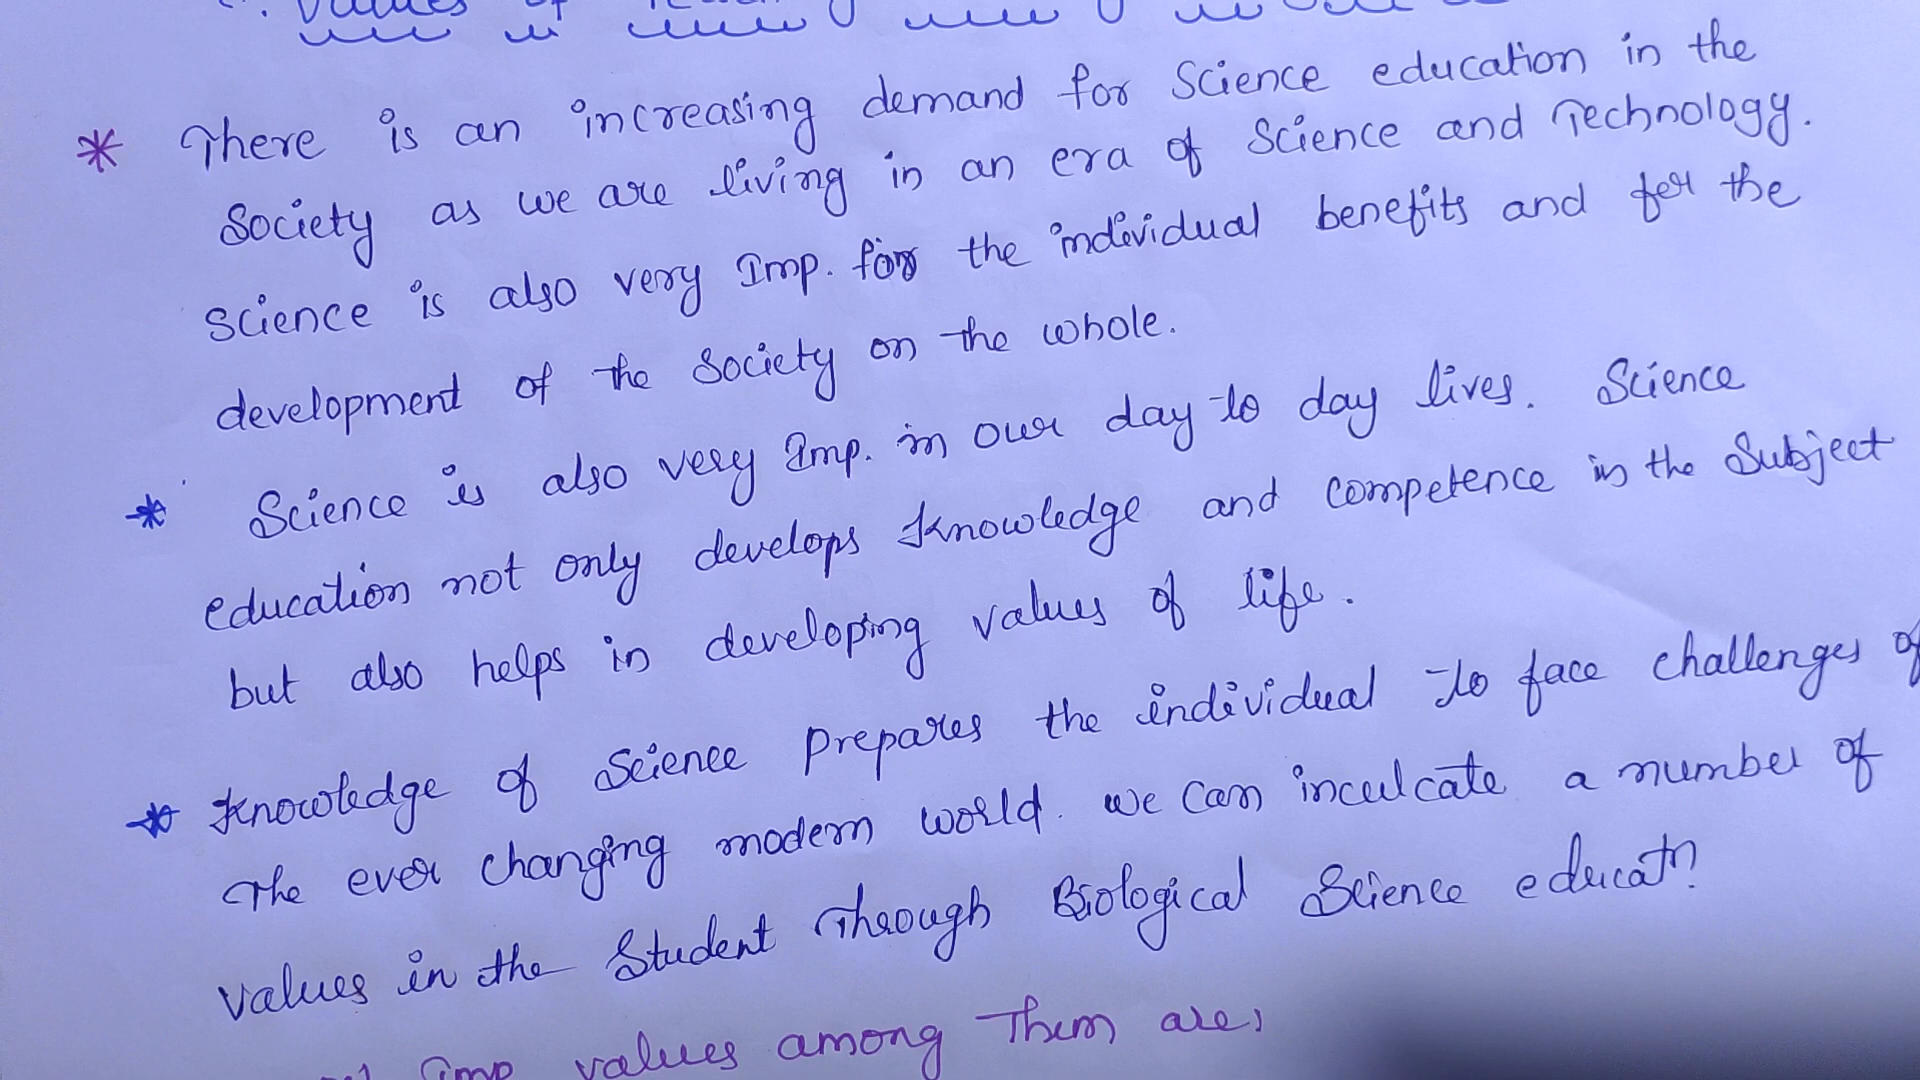 Values of
* There is an increasing demand for Science education in the
Society as we are living in an era of Science and Technology.
Science is also very Imp. for the individual benefits and for the
development of the Society on the whole.
* Science is also very Imp. in our day to day lives. Science
education not only develops knowledge and competence in the Subject
but also helps in developing values of life.
* knowledge of Science prepares the individual to face challenges of
The ever changing modern world. we can inculcate a number of
values in the Student Through Biological Science educatn
Imp values among Them are,